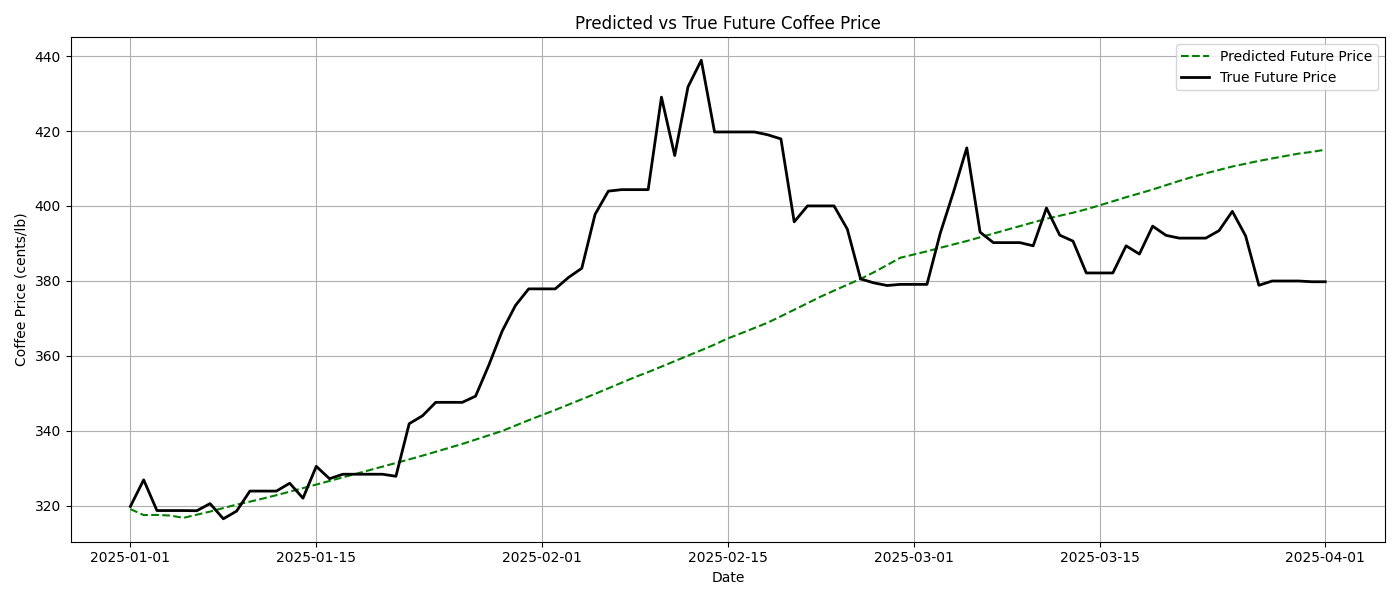 Predicted vs True Future Coffee Price
Predicted Future Price
True Future Price
Coffee Price (cents/lb)
440
420
400
380
360
340
320
2025-01-01
2025-01-15
2025-02-01
2025-02-15
2025-03-01
2025-03-15
2025-04-01
Date